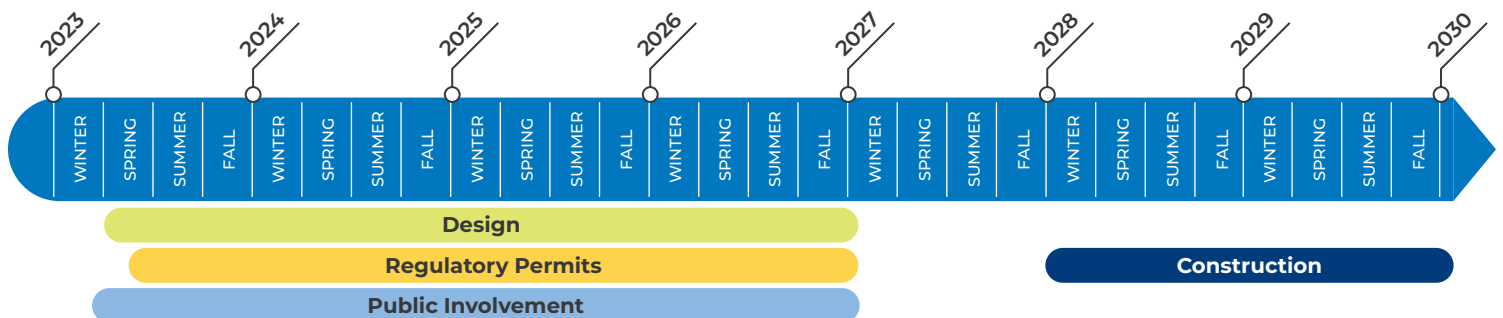 2023 2024 2025 2026 2027 2028 2029 2030
WINTER SPRING SUMMER FALL WINTER SPRING SUMMER FALL WINTER SPRING SUMMER FALL WINTER SPRING SUMMER FALL WINTER SPRING SUMMER FALL WINTER SPRING SUMMER FALL WINTER SPRING SUMMER FALL
Design
Regulatory Permits Construction
Public Involvement